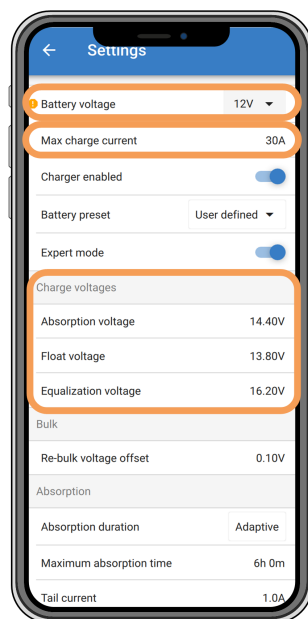 Settings
Battery voltage 12V
Max charge current 30A
Charger enabled
Battery preset User defined
Expert mode
Charge voltages
Absorption voltage 14.40V
Float voltage 13.80V
Equalization voltage 16.20V
Bulk
Re-bulk voltage offset 0.10V
Absorption
Absorption duration Adaptive
Maximum absorption time 6h 0m
Tail current 1.0A